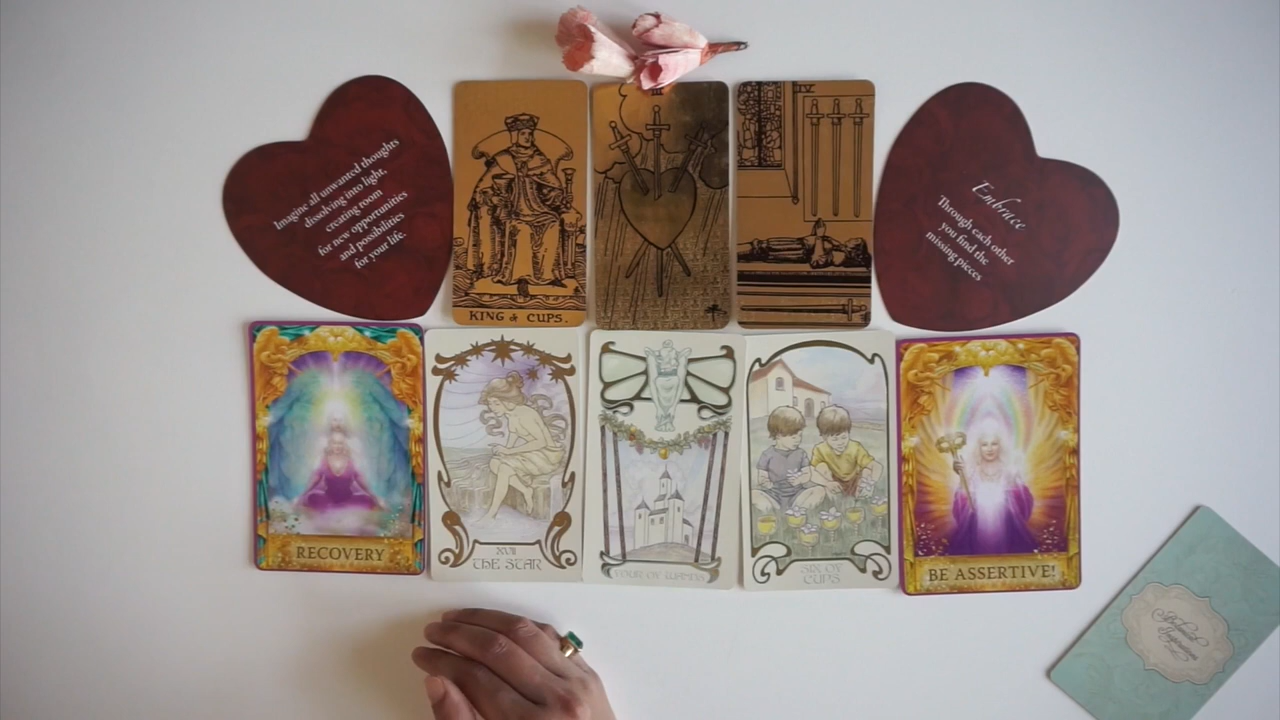 Imagine all unwanted thoughts
dissolving into light,
creating room
for new opportunities
and possibilities
for your life.
KING of CUPS.
III
IV
Embrace
Through each other
you find the
missing pieces
RECOVERY
XVII
THE STAR
FOUR OF WANDS
SIX OF
CUPS
BE ASSERTIVE!